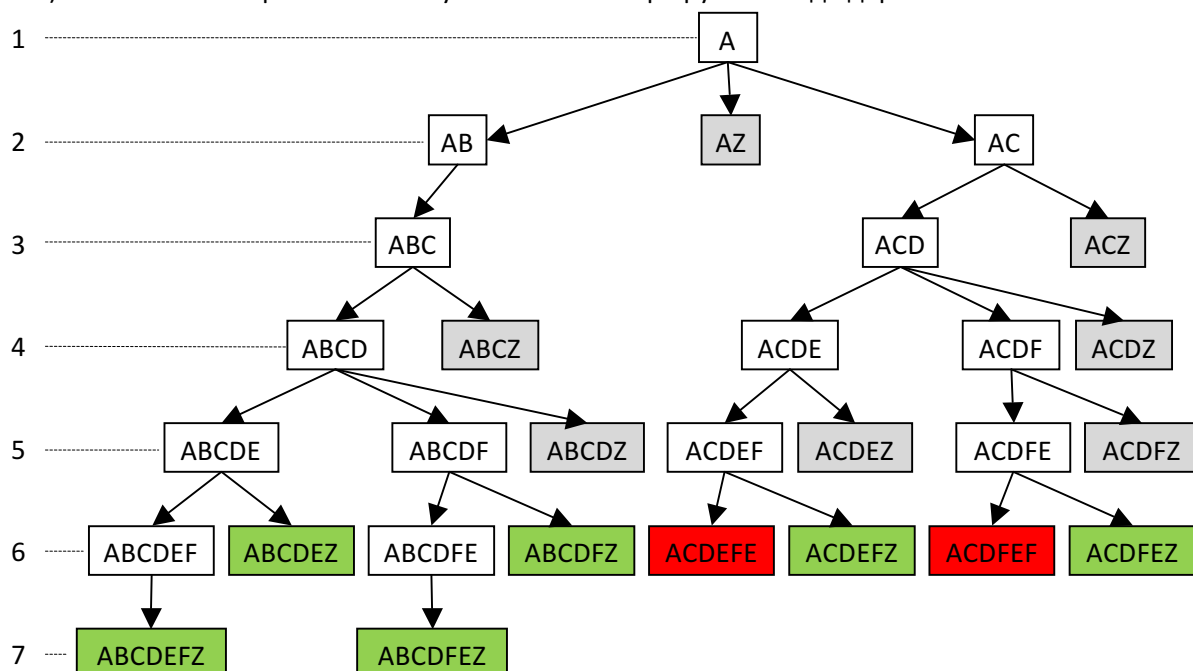 1 A
2 AB AZ AC
3 ABC ACD ACZ
4 ABCD ABCZ ACDE ACDF ACDZ
5 ABCDE ABCDF ABCDZ ACDEF ACDEZ ACDFE ACDFZ
6 ABCDEF ABCDEZ ABCDFE ABCDFZ ACDEFE ACDEFZ ACDFEF ACDFEZ
7 ABCDEFZ ABCDFEZ